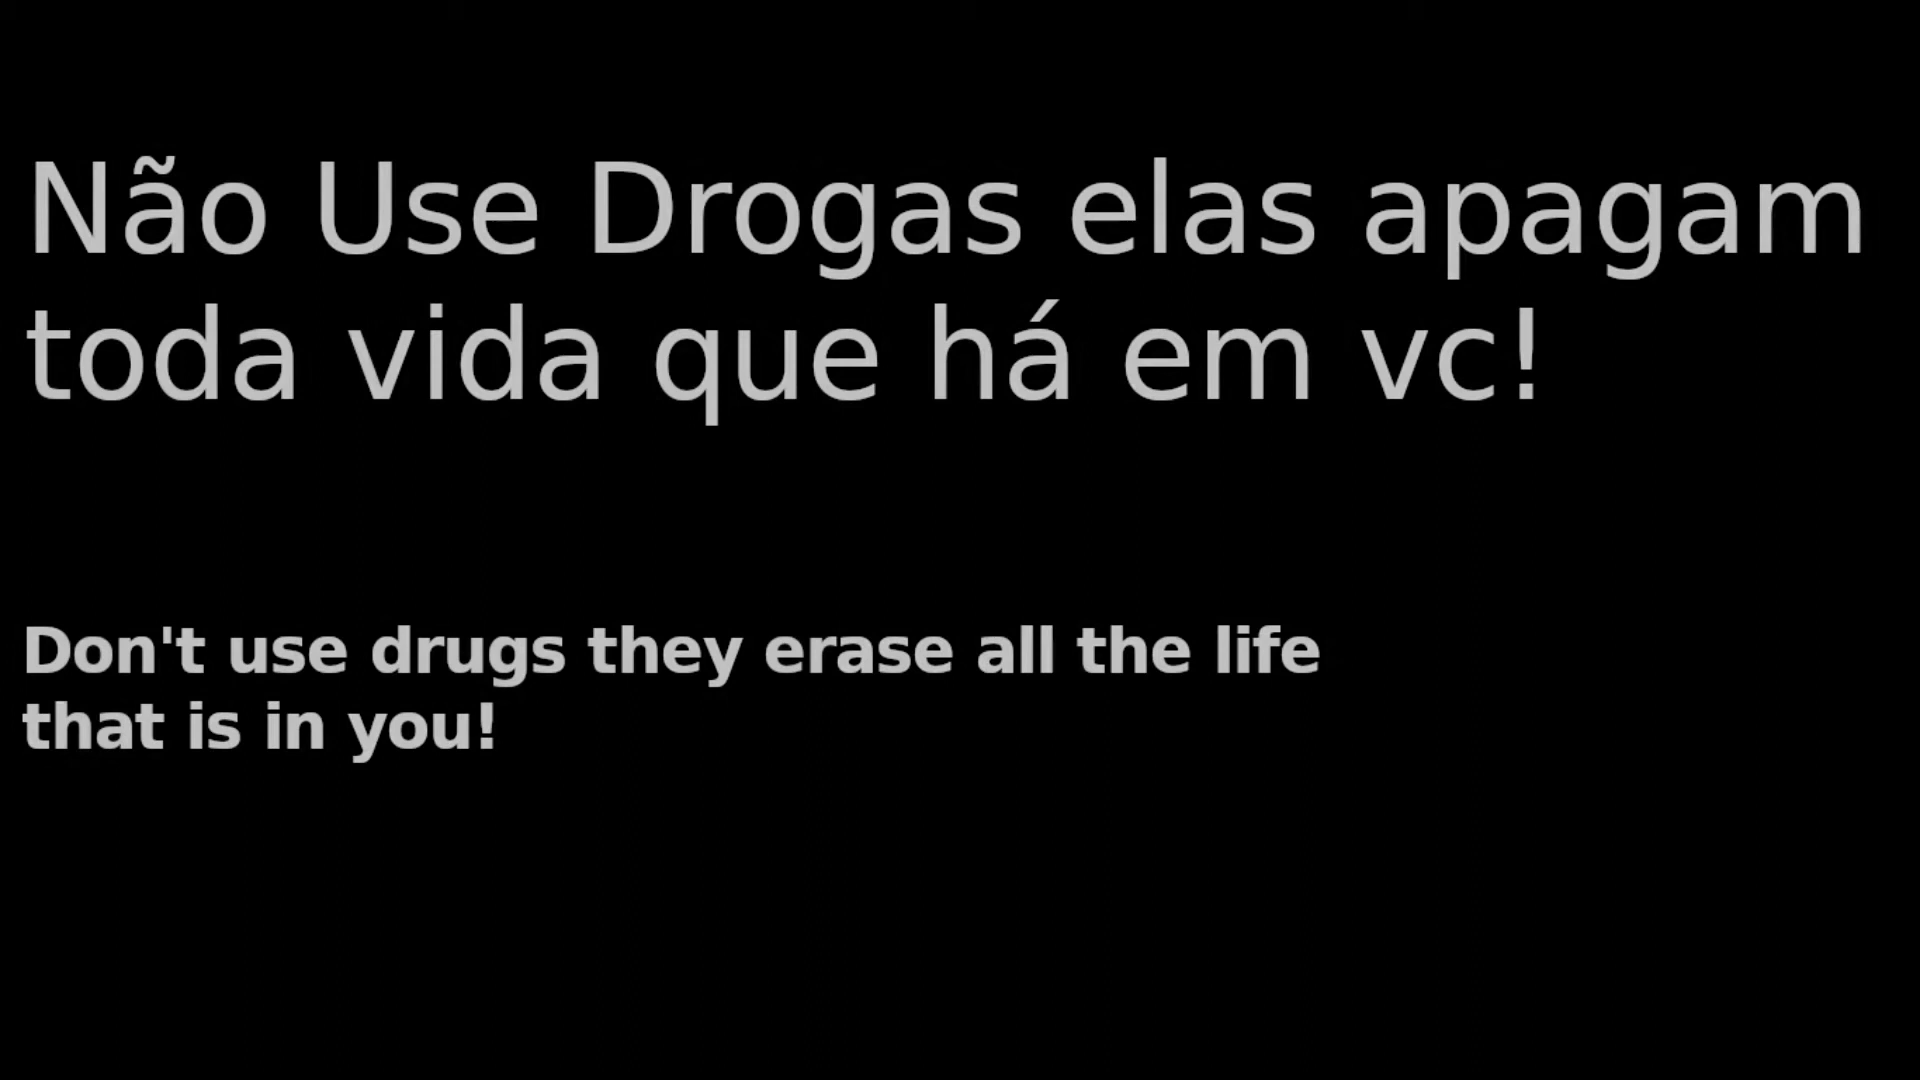 Não Use Drogas elas apagam
toda vida que há em vc!
Don't use drugs they erase all the life
that is in you!